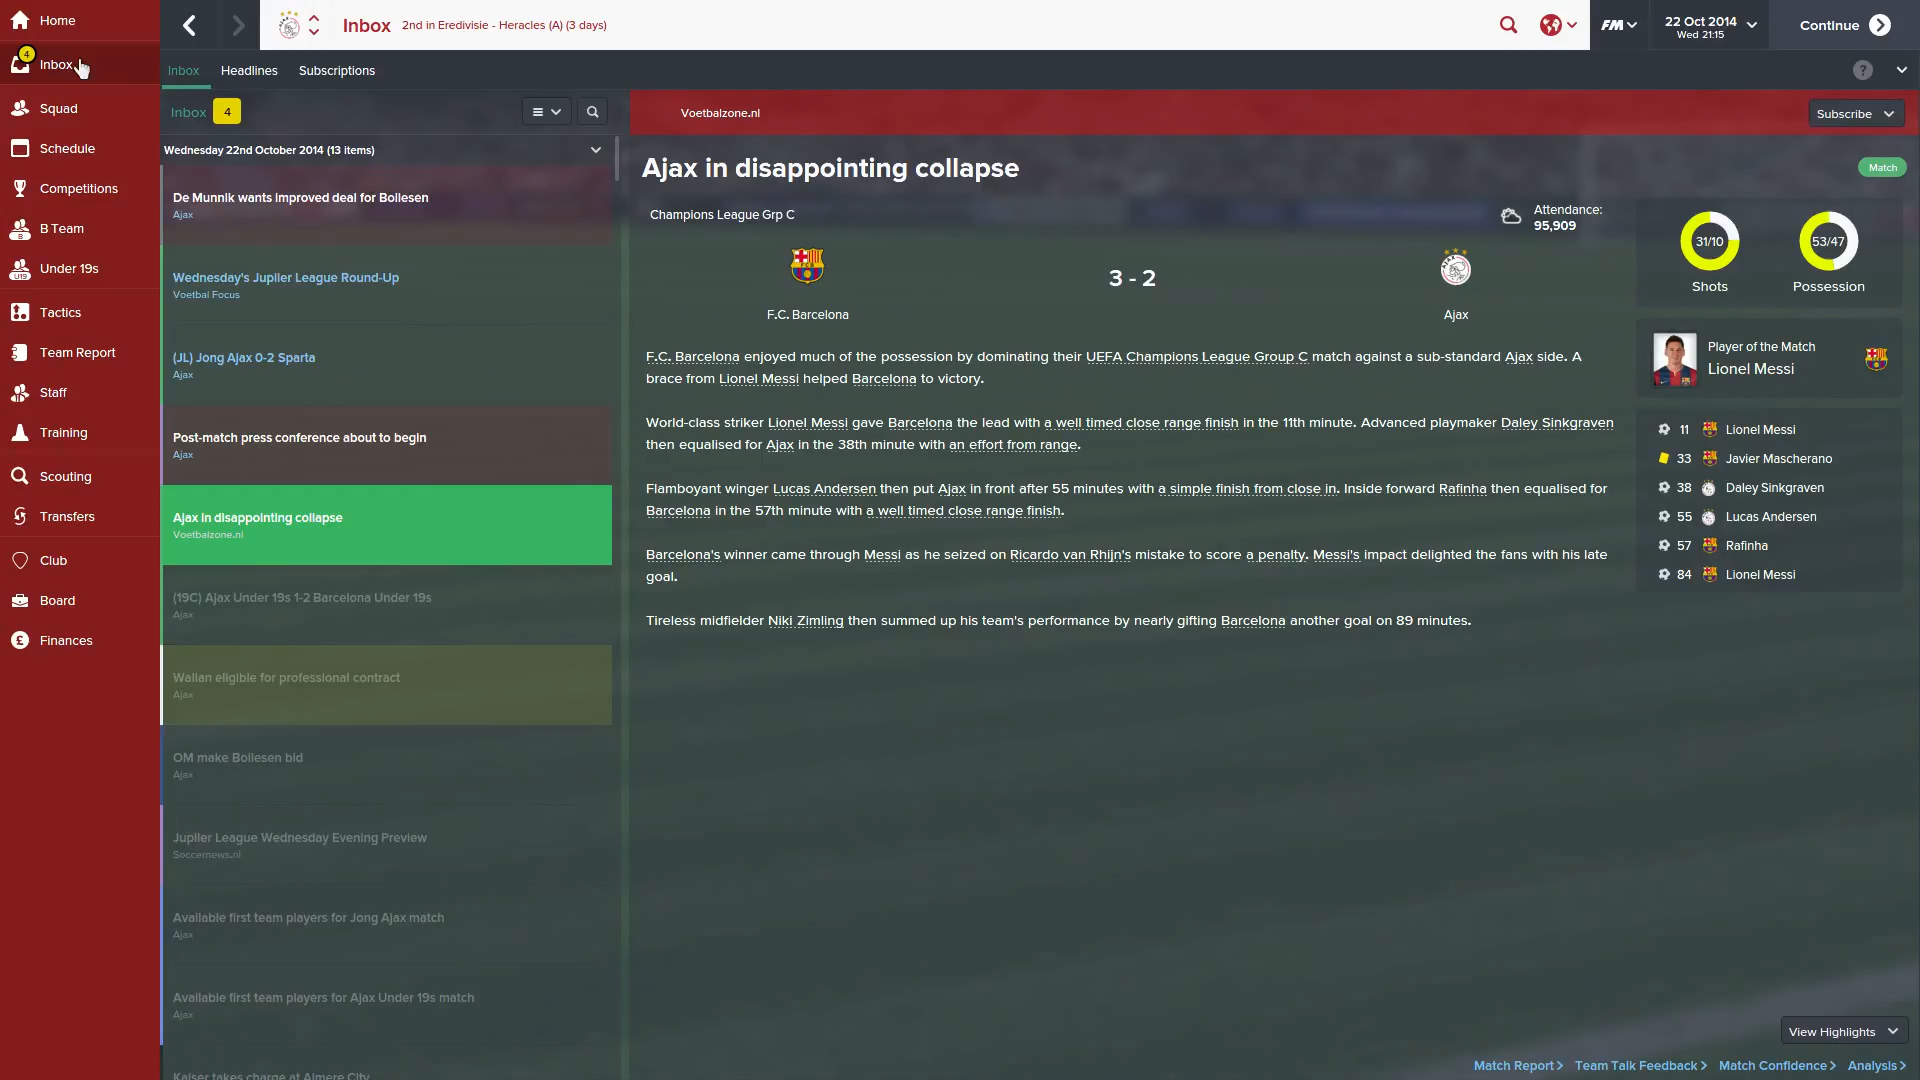 Home
Inbox 2nd in Eredivisie - Heracles (A) (3 days)
FM
22 Oct 2014
Wed 21:15
Continue
4
Inbox
Squad
Schedule
Competitions
B
B Team
U19
Under 19s
Tactics
Team Report
Staff
Training
Scouting
Transfers
Club
Board
£
Finances
Inbox Headlines Subscriptions
?
Inbox 4
Wednesday 22nd October 2014 (13 items)
De Munnik wants improved deal for Boilesen
Ajax
Wednesday's Jupiler League Round-Up
Voetbal Focus
(JL) Jong Ajax 0-2 Sparta
Ajax
Post-match press conference about to begin
Ajax
Ajax in disappointing collapse
Voetbalzone.nl
(19C) Ajax Under 19s 1-2 Barcelona Under 19s
Ajax
Walian eligible for professional contract
Ajax
OM make Boilesen bid
Ajax
Jupiler League Wednesday Evening Preview
Soccernews.nl
Available first team players for Jong Ajax match
Ajax
Available first team players for Ajax Under 19s match
Ajax
Kaiser takes charge at Almere City
Voetbalzone.nl
Subscribe
Ajax in disappointing collapse
Match
Champions League Grp C
Attendance:
95,909
3 - 2
F.C. Barcelona
Ajax
F.C. Barcelona enjoyed much of the possession by dominating their UEFA Champions League Group C match against a sub-standard Ajax side. A
brace from Lionel Messi helped Barcelona to victory.
World-class striker Lionel Messi gave Barcelona the lead with a well timed close range finish in the 11th minute. Advanced playmaker Daley Sinkgraven
then equalised for Ajax in the 38th minute with an effort from range.
Flamboyant winger Lucas Andersen then put Ajax in front after 55 minutes with a simple finish from close in. Inside forward Rafinha then equalised for
Barcelona in the 57th minute with a well timed close range finish.
Barcelona's winner came through Messi as he seized on Ricardo van Rhijn's mistake to score a penalty. Messi's impact delighted the fans with his late
goal.
Tireless midfielder Niki Zimling then summed up his team's performance by nearly gifting Barcelona another goal on 89 minutes.
31/10
Shots
53/47
Possession
Player of the Match
Lionel Messi
11 Lionel Messi
33 Javier Mascherano
38 Daley Sinkgraven
55 Lucas Andersen
57 Rafinha
84 Lionel Messi
View Highlights
Match Report> Team Talk Feedback> Match Confidence> Analysis>